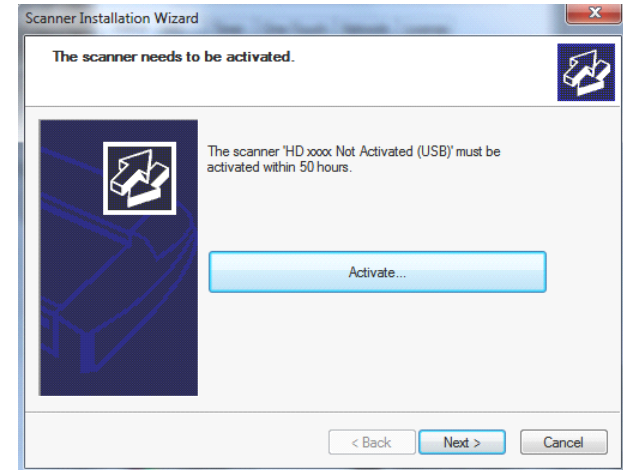 Scanner Installation Wizard
The scanner needs to be activated.
The scanner 'HD xxxx Not Activated (USB)' must be
activated within 50 hours.
Activate...
< Back Next > Cancel